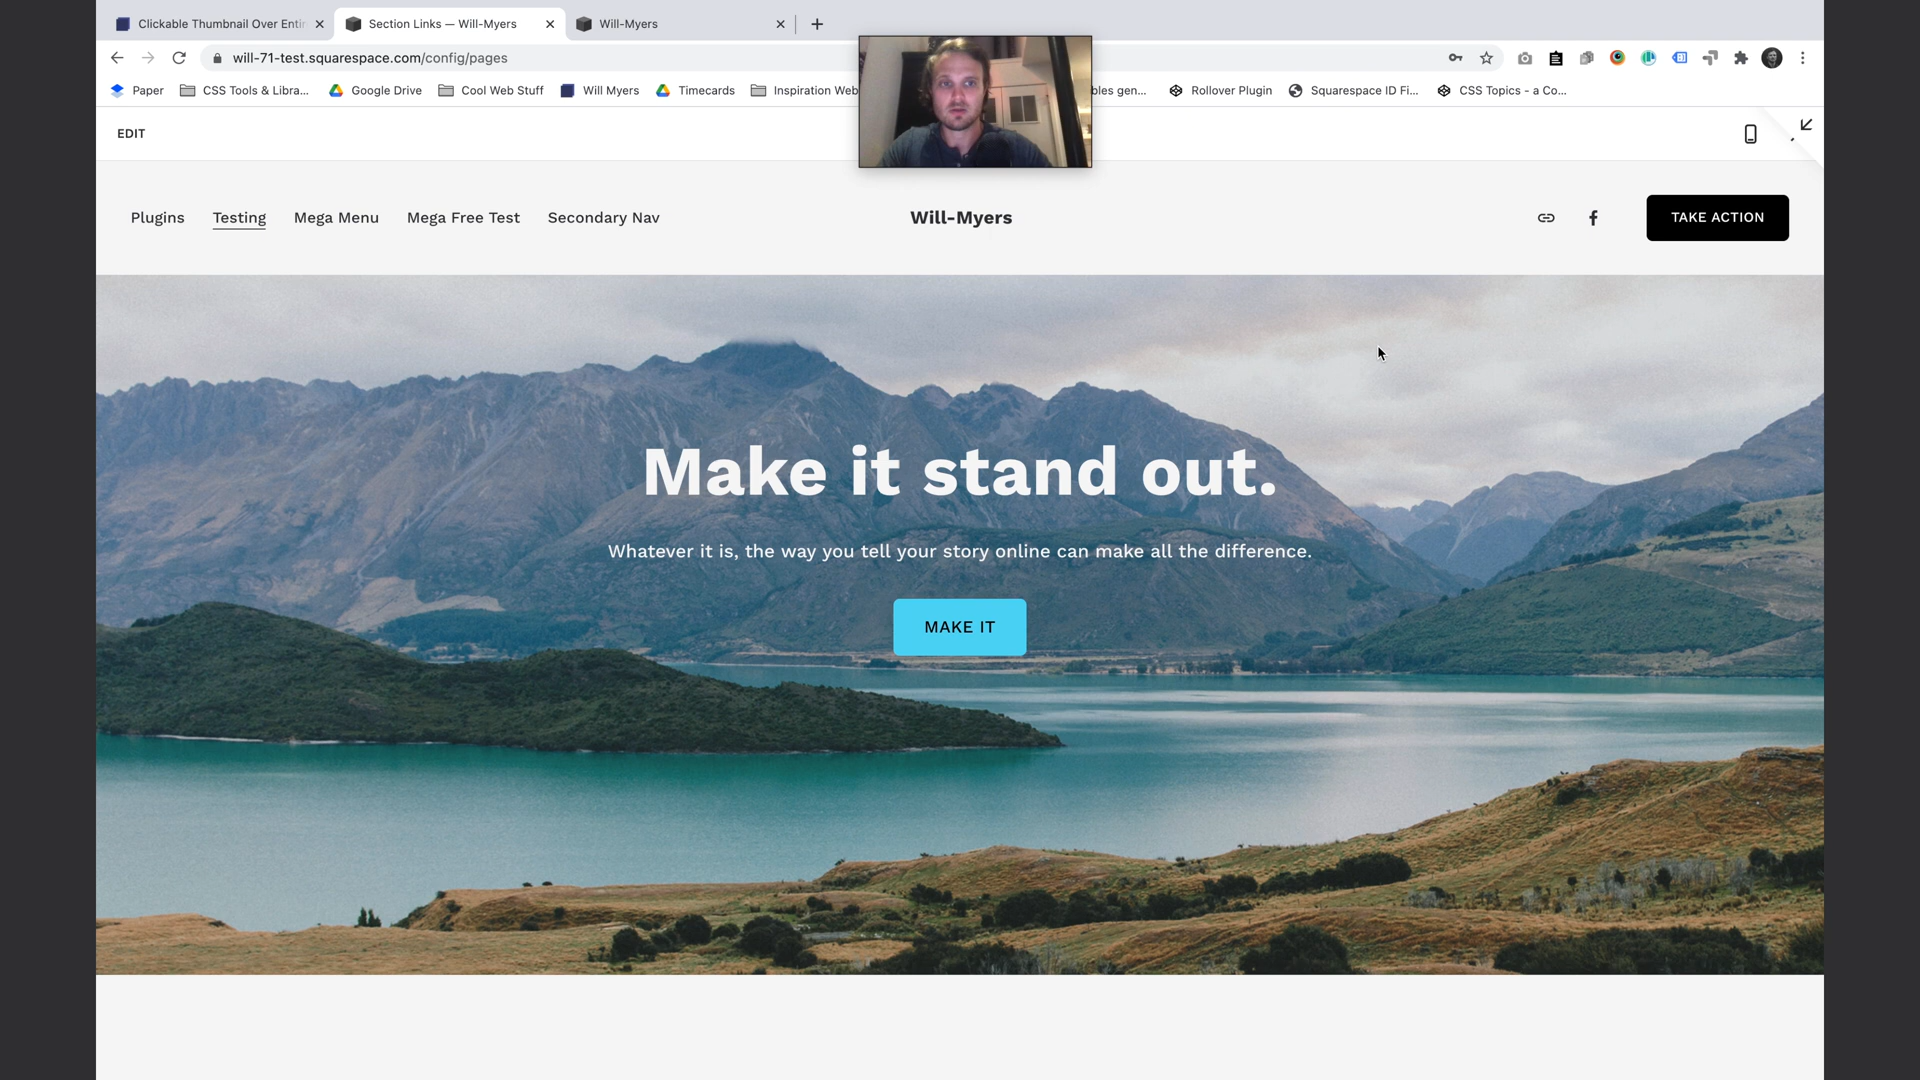 Clickable Thumbnail Over Entir
Section Links — Will-Myers
Will-Myers
will-71-test.squarespace.com/config/pages
Paper
CSS Tools & Libra...
Google Drive
Cool Web Stuff
Will Myers
Timecards
Inspiration Web
bles gen...
Rollover Plugin
Squarespace ID Fi...
CSS Topics - a Co...
EDIT
Plugins
Testing
Mega Menu
Mega Free Test
Secondary Nav
Will-Myers
TAKE ACTION
Make it stand out.
Whatever it is, the way you tell your story online can make all the difference.
MAKE IT